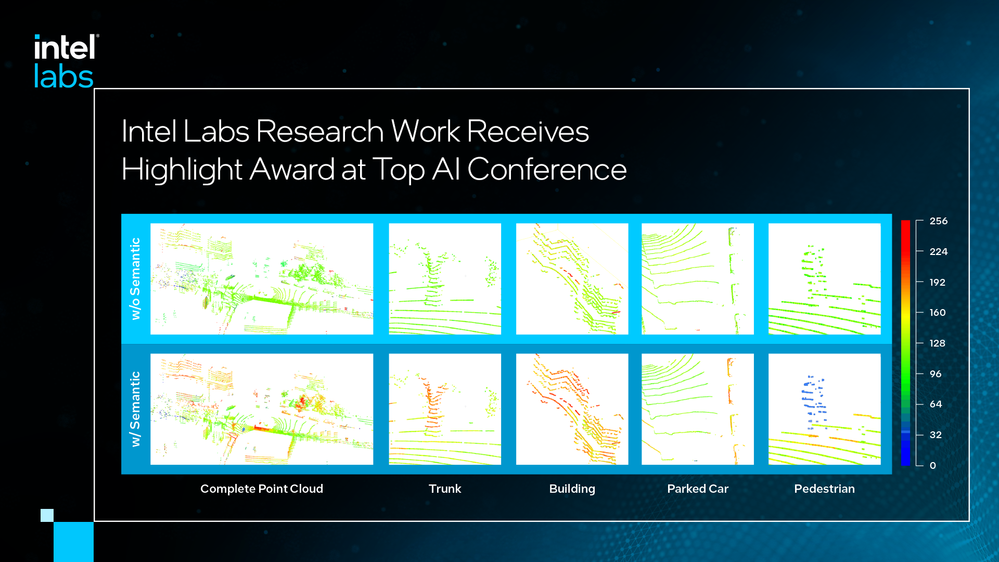 intel
labs
Intel Labs Research Work Receives
Highlight Award at Top AI Conference
w/o Semantic
w/ Semantic
Complete Point Cloud
Trunk
Building
Parked Car
Pedestrian
256
224
192
160
128
96
64
32
0